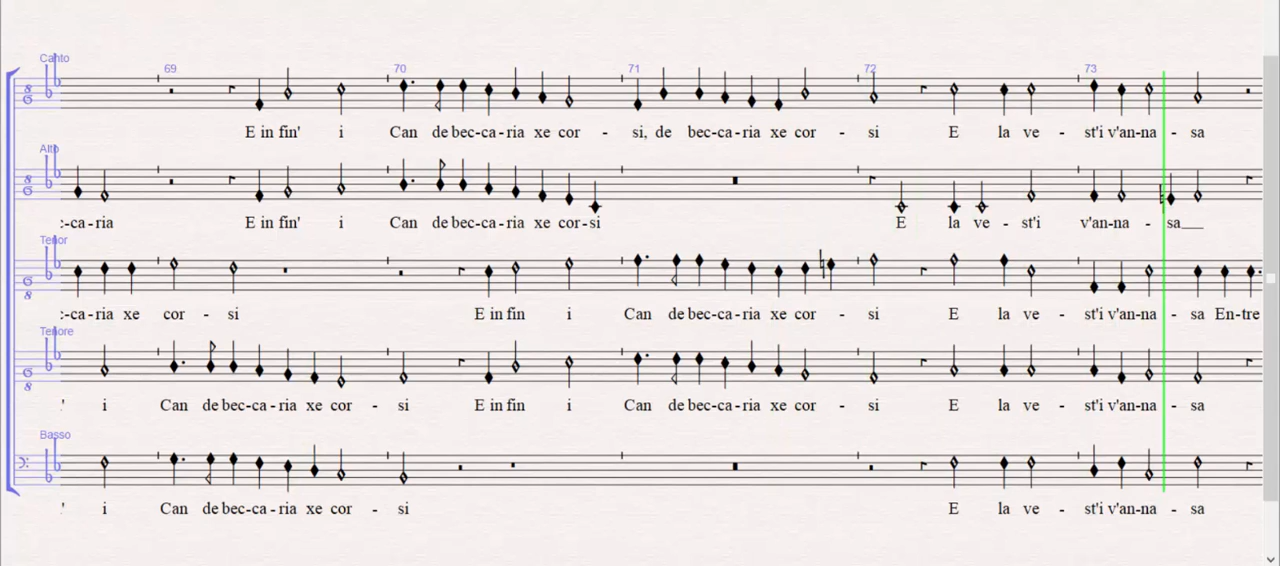 Canto
69 70 71 72 73
E in fin' i Can de bec-ca-ria xe cor - si, de bec-ca-ria xe cor - si E la ve - st'i v'an-na - sa
Alto
:-ca-ria E in fin' i Can de bec-ca-ria xe cor-si E la ve - st'i v'an-na - sa__
Tenor
:-ca-ria xe cor - si E in fin i Can de bec-ca-ria xe cor - si E la ve - st'i v'an-na - sa En-tre
Tenore
' i Can de bec-ca-ria xe cor - si E in fin i Can de bec-ca-ria xe cor - si E la ve - st'i v'an-na - sa
Basso
' i Can de bec-ca-ria xe cor - si E la ve - st'i v'an-na - sa